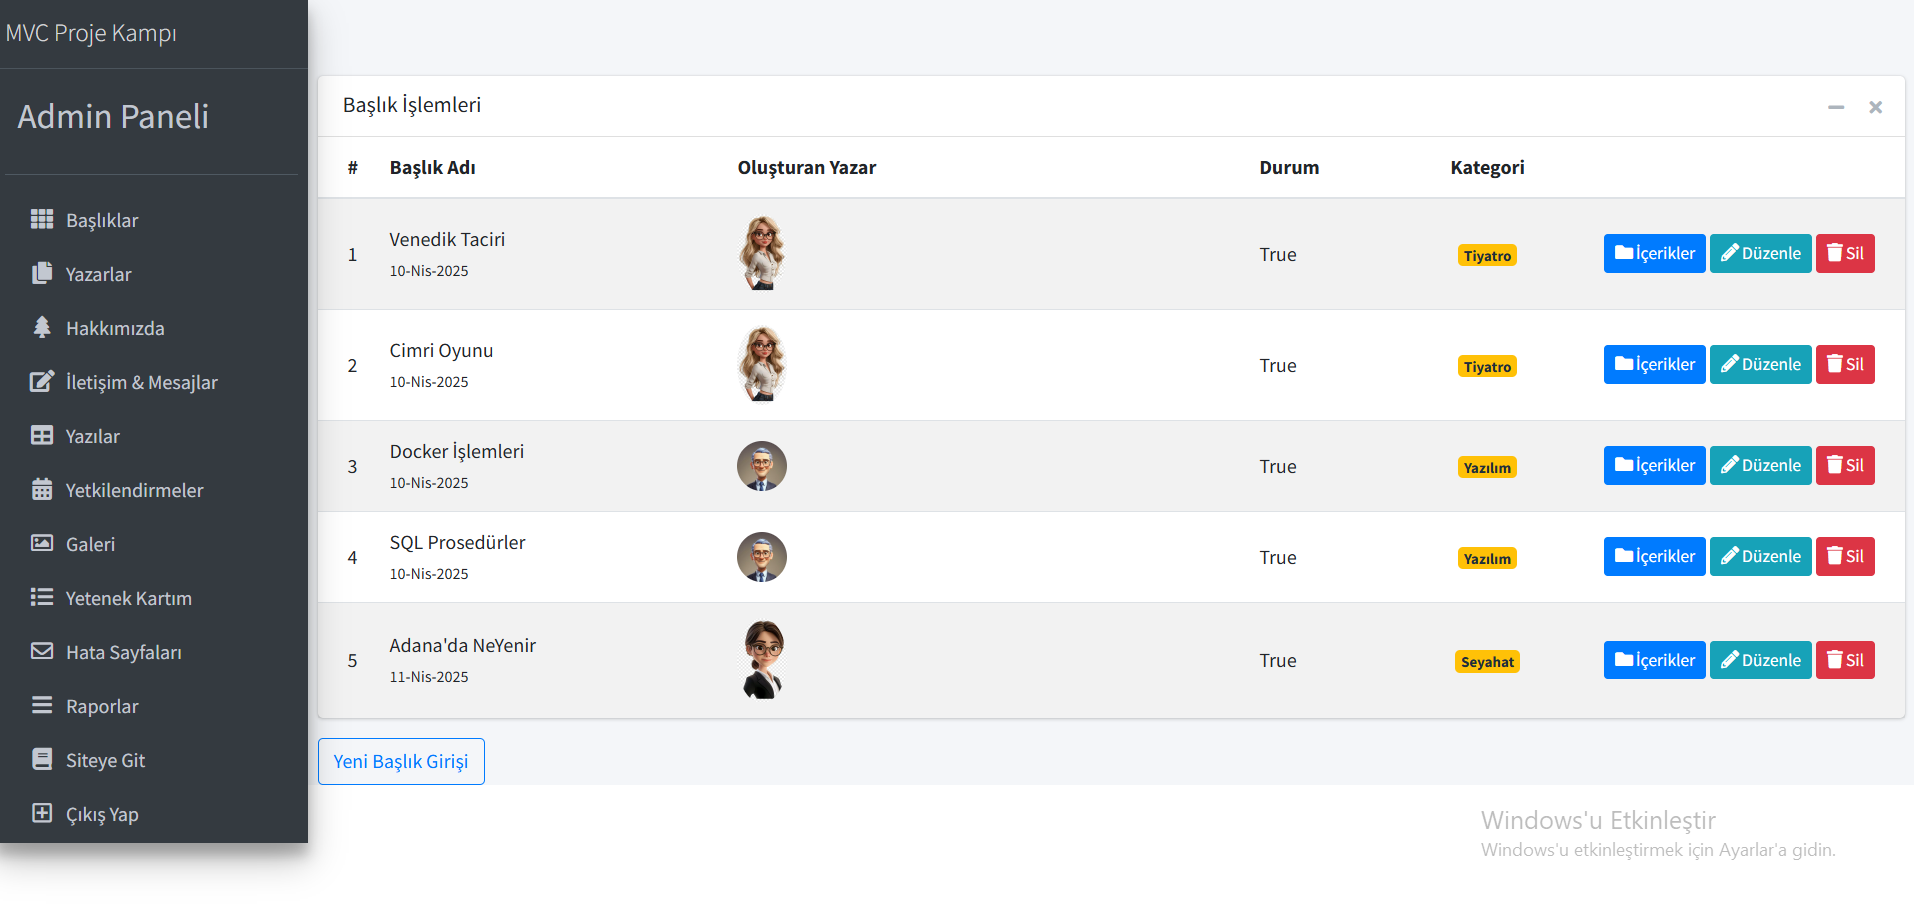 MVC Proje Kampı
Admin Paneli
Başlıklar
Yazarlar
Hakkımızda
İletişim & Mesajlar
Yazılar
Yetkilendirmeler
Galeri
Yetenek Kartım
Hata Sayfaları
Raporlar
Siteye Git
Çıkış Yap
Başlık İşlemleri
# Başlık Adı Oluşturan Yazar Durum Kategori
1 Venedik Taciri True Tiyatro İçerikler Düzenle Sil
10-Nis-2025
2 Cimri Oyunu True Tiyatro İçerikler Düzenle Sil
10-Nis-2025
3 Docker İşlemleri True Yazılım İçerikler Düzenle Sil
10-Nis-2025
4 SQL Prosedürler True Yazılım İçerikler Düzenle Sil
10-Nis-2025
5 Adana'da NeYenir True Seyahat İçerikler Düzenle Sil
11-Nis-2025
Yeni Başlık Girişi
Windows'u Etkinleştir
Windows'u etkinleştirmek için Ayarlar'a gidin.